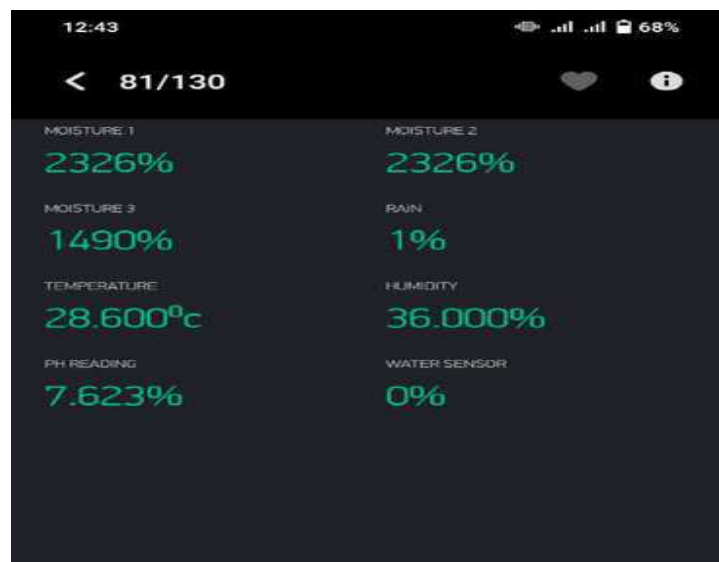 12:43 68%
81/130
MOISTURE 1 MOISTURE 2
2326% 2326%
MOISTURE 3 RAIN
1490% 1%
TEMPERATURE HUMIDITY
28.600⁰c 36.000%
PH READING WATER SENSOR
7.623% 0%